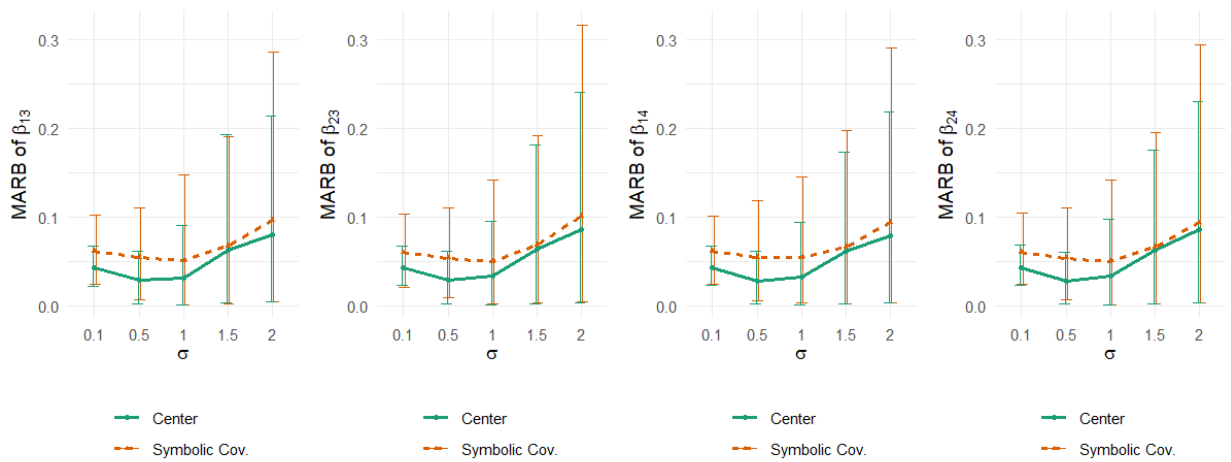 MARB of β13
0.3
0.2
0.1
0.0
0.1 0.5 1 1.5 2
σ
Center
Symbolic Cov.
MARB of β23
0.3
0.2
0.1
0.0
0.1 0.5 1 1.5 2
σ
Center
Symbolic Cov.
MARB of β14
0.3
0.2
0.1
0.0
0.1 0.5 1 1.5 2
σ
Center
Symbolic Cov.
MARB of β24
0.3
0.2
0.1
0.0
0.1 0.5 1 1.5 2
σ
Center
Symbolic Cov.